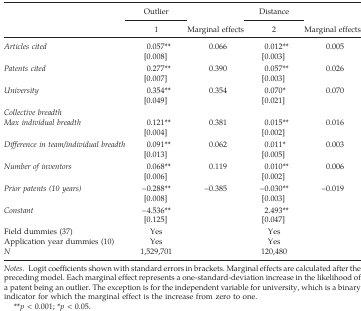 Outlier Distance
1 Marginal effects 2 Marginal effects
Articles cited 0.057** 0.066 0.012** 0.005
[0.008] [0.003]
Patents cited 0.277** 0.390 0.057** 0.026
[0.007] [0.003]
University 0.354** 0.354 0.070* 0.070
[0.049] [0.021]
Collective breadth
Max individual breadth 0.121** 0.381 0.015** 0.016
[0.004] [0.002]
Difference in team/individual breadth 0.091** 0.062 0.011* 0.003
[0.013] [0.005]
Number of inventors 0.068** 0.119 0.010** 0.006
[0.006] [0.002]
Prior patents (10 years) –0.288** –0.385 –0.030** –0.019
[0.008] [0.003]
Constant –4.536** 2.493**
[0.125] [0.047]
Field dummies (37) Yes Yes
Application year dummies (10) Yes Yes
N 1,529,701 120,480
Notes. Logit coefficients shown with standard errors in brackets. Marginal effects are calculated after the
preceding model. Each marginal effect represents a one-standard-deviation increase in the likelihood of
a patent being an outlier. The exception is for the independent variable for university, which is a binary
indicator for which the marginal effect is the increase from zero to one.
**p < 0.001; *p < 0.05.